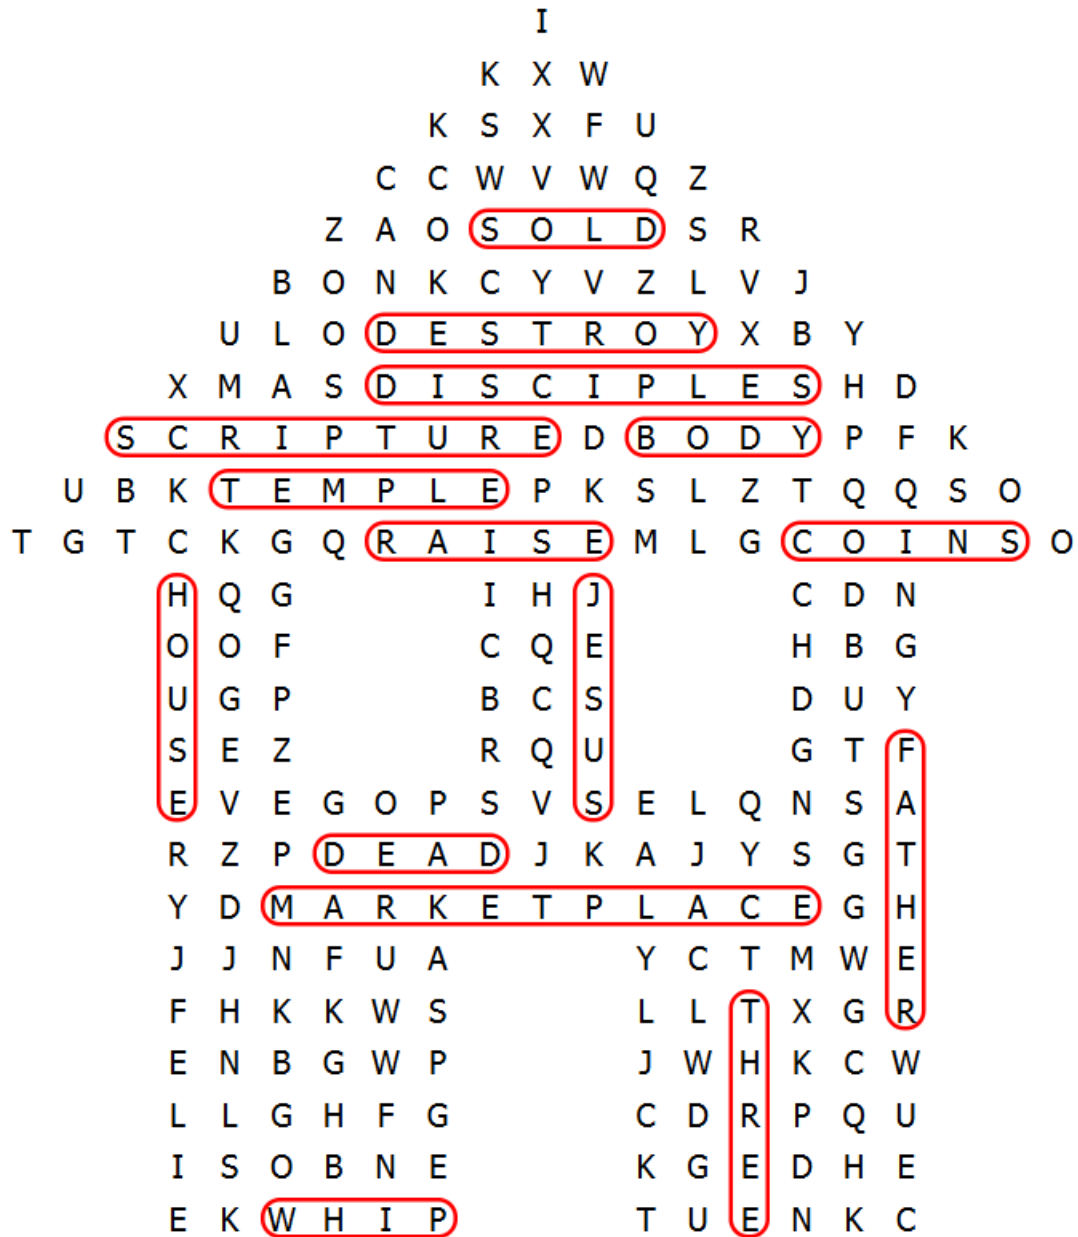 I
K X W
K S X F U
C C W V W Q Z
Z A O S O L D S R
B O N K C Y V Z L V J
U L O D E S T R O Y X B Y
X M A S D I S C I P L E S H D
S C R I P T U R E D B O D Y P F K
U B K T E M P L E P K S L Z T Q Q S O
T G T C K G Q R A I S E M L G C O I N S O
H Q G I H J C D N
O O F C Q E H B G
U G P B C S D U Y
S E Z R Q U G T F
E V E G O P S V S E L Q N S A
R Z P D E A D J K A J Y S G T
Y D M A R K E T P L A C E G H
J J N F U A Y C T M W E
F H K K W S L L T X G R
E N B G W P J W H K C W
L L G H F G C D R P Q U
I S O B N E K G E D H E
E K W H I P T U E N K C